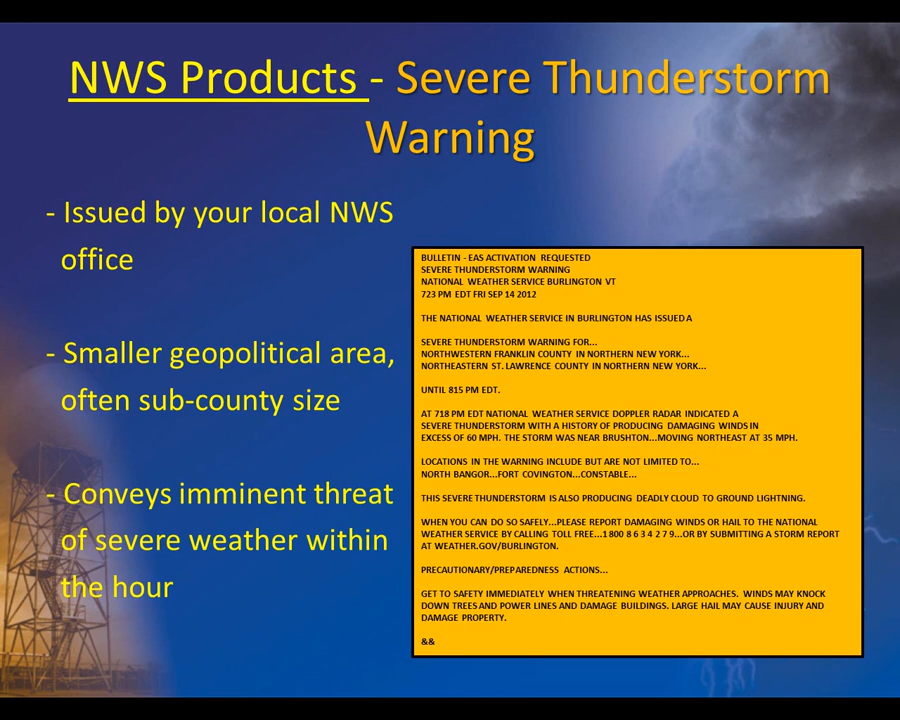 NWS Products - Severe Thunderstorm
Warning
- Issued by your local NWS
office
- Smaller geopolitical area,
often sub-county size
- Conveys imminent threat
of severe weather within
the hour
BULLETIN - EAS ACTIVATION REQUESTED
SEVERE THUNDERSTORM WARNING
NATIONAL WEATHER SERVICE BURLINGTON VT
723 PM EDT FRI SEP 14 2012
THE NATIONAL WEATHER SERVICE IN BURLINGTON HAS ISSUED A
SEVERE THUNDERSTORM WARNING FOR...
NORTHWESTERN FRANKLIN COUNTY IN NORTHERN NEW YORK...
NORTHEASTERN ST. LAWRENCE COUNTY IN NORTHERN NEW YORK...
UNTIL 815 PM EDT.
AT 718 PM EDT NATIONAL WEATHER SERVICE DOPPLER RADAR INDICATED A
SEVERE THUNDERSTORM WITH A HISTORY OF PRODUCING DAMAGING WINDS IN
EXCESS OF 60 MPH. THE STORM WAS NEAR BRUSHTON...MOVING NORTHEAST AT 35 MPH.
LOCATIONS IN THE WARNING INCLUDE BUT ARE NOT LIMITED TO...
NORTH BANGOR...FORT COVINGTON...CONSTABLE...
THIS SEVERE THUNDERSTORM IS ALSO PRODUCING DEADLY CLOUD TO GROUND LIGHTNING.
WHEN YOU CAN DO SO SAFELY...PLEASE REPORT DAMAGING WINDS OR HAIL TO THE NATIONAL
WEATHER SERVICE BY CALLING TOLL FREE...1 800 8 6 3 4 2 7 9...OR BY SUBMITTING A STORM REPORT
AT WEATHER.GOV/BURLINGTON.
PRECAUTIONARY/PREPAREDNESS ACTIONS...
GET TO SAFETY IMMEDIATELY WHEN THREATENING WEATHER APPROACHES. WINDS MAY KNOCK
DOWN TREES AND POWER LINES AND DAMAGE BUILDINGS. LARGE HAIL MAY CAUSE INJURY AND
DAMAGE PROPERTY.
&&